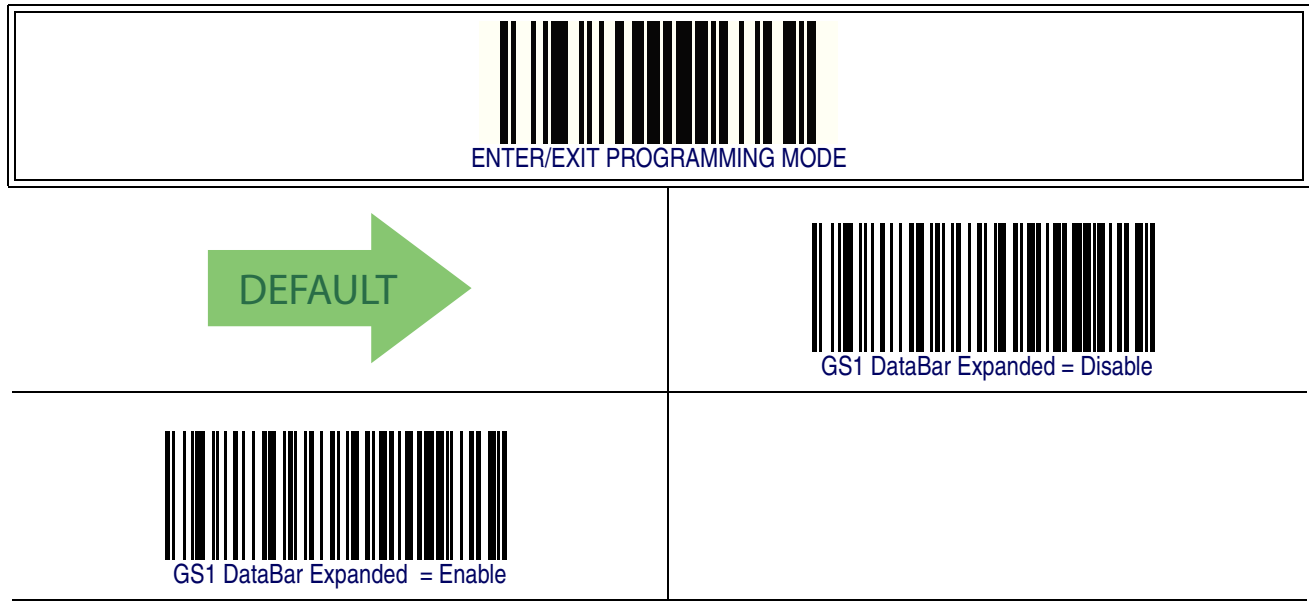 ENTER/EXIT PROGRAMMING MODE
DEFAULT
GS1 DataBar Expanded = Disable
GS1 DataBar Expanded = Enable